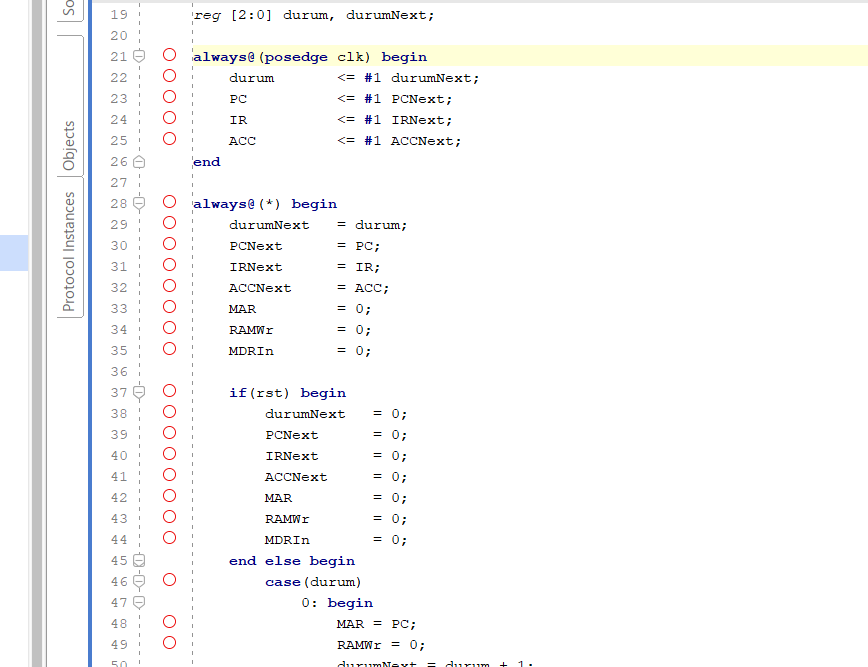 So
Objects
Protocol Instances
19 reg [2:0] durum, durumNext;
20
21 always@(posedge clk) begin
22 durum <= #1 durumNext;
23 PC <= #1 PCNext;
24 IR <= #1 IRNext;
25 ACC <= #1 ACCNext;
26 end
27
28 always@(*) begin
29 durumNext = durum;
30 PCNext = PC;
31 IRNext = IR;
32 ACCNext = ACC;
33 MAR = 0;
34 RAMWr = 0;
35 MDRIn = 0;
36
37 if(rst) begin
38 durumNext = 0;
39 PCNext = 0;
40 IRNext = 0;
41 ACCNext = 0;
42 MAR = 0;
43 RAMWr = 0;
44 MDRIn = 0;
45 end else begin
46 case(durum)
47 0: begin
48 MAR = PC;
49 RAMWr = 0;
50 durumNext = durum + 1;